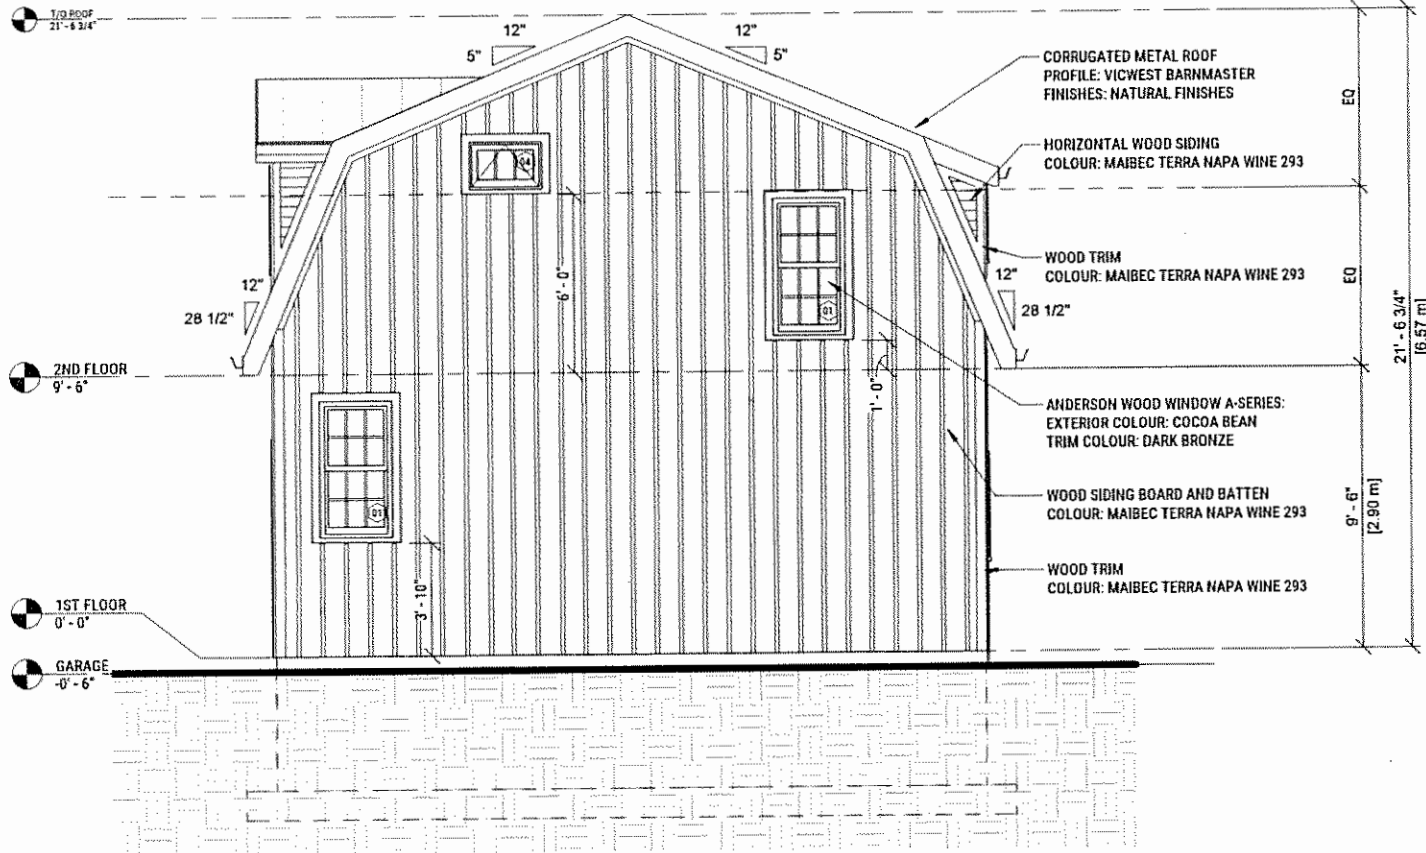 T/O ROOF
21' - 6 3/4"
12"
5"
12"
5"
CORRUGATED METAL ROOF
PROFILE: VICWEST BARNMASTER
FINISHES: NATURAL FINISHES
EQ
HORIZONTAL WOOD SIDING
COLOUR: MAIBEC TERRA NAPA WINE 293
04
WOOD TRIM
COLOUR: MAIBEC TERRA NAPA WINE 293
12"
28 1/2"
6' - 0"
01
12"
28 1/2"
EQ
21' - 6 3/4"
[6.57 m]
2ND FLOOR
9' - 6"
1' - 0"
ANDERSON WOOD WINDOW A-SERIES:
EXTERIOR COLOUR: COCOA BEAN
TRIM COLOUR: DARK BRONZE
01
WOOD SIDING BOARD AND BATTEN
COLOUR: MAIBEC TERRA NAPA WINE 293
9' - 6"
[2.90 m]
WOOD TRIM
COLOUR: MAIBEC TERRA NAPA WINE 293
3' - 10"
1ST FLOOR
0' - 0"
GARAGE
-0' - 6"